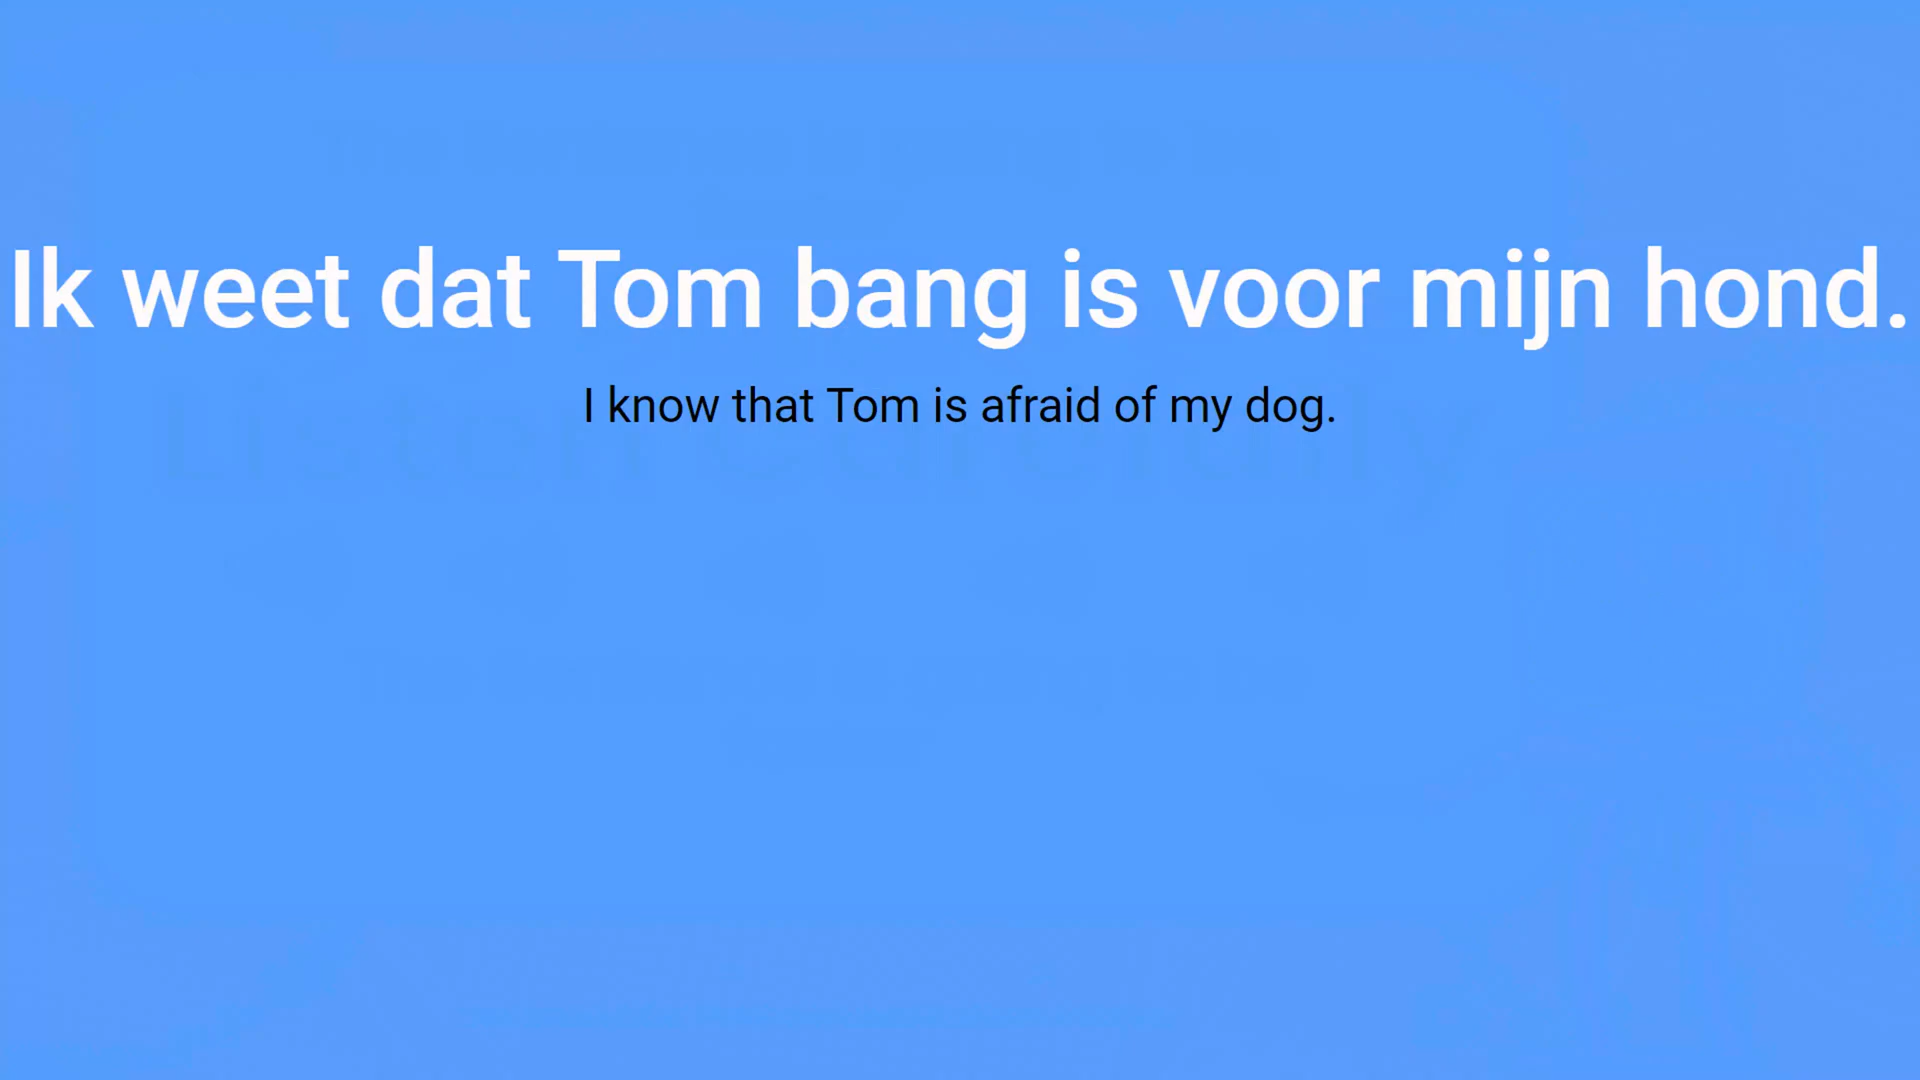 Ik weet dat Tom bang is voor mijn hond.
I know that Tom is afraid of my dog.